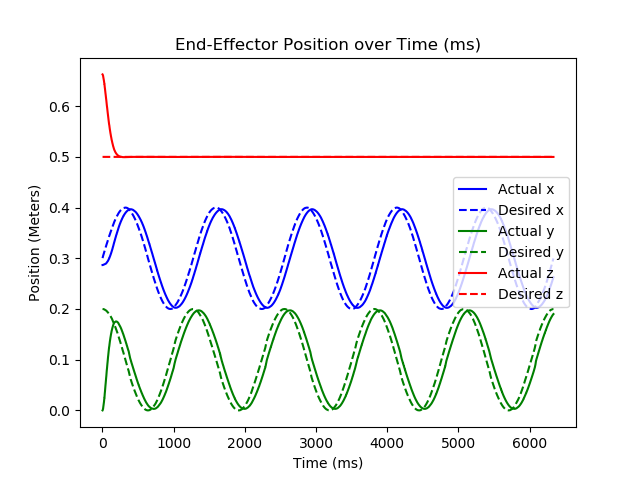 End-Effector Position over Time (ms)
Position (Meters)
0.6
0.5
0.4
0.3
0.2
0.1
0.0
Actual x
Desired x
Actual y
Desired y
Actual z
Desired z
0 1000 2000 3000 4000 5000 6000
Time (ms)